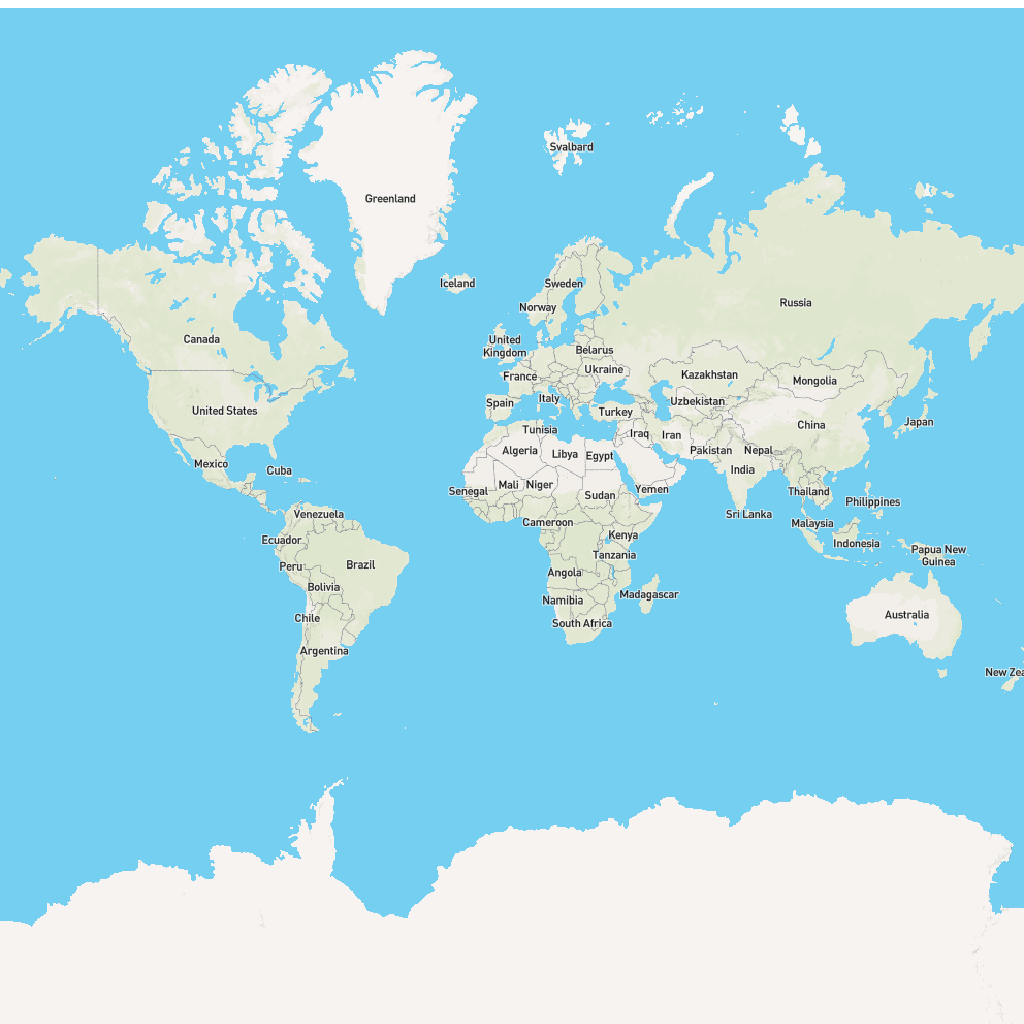 Svalbard
Greenland
Iceland
Sweden
Russia
Norway
Canada
United
Kingdom
Belarus
Ukraine
France
Kazakhstan
Mongolia
Spain
Italy
Uzbekistan
United States
Turkey
Japan
China
Tunisia
Iraq
Iran
Algeria
Libya
Egypt
Pakistan
Nepal
Mexico
Cuba
India
Senegal
Mali
Niger
Sudan
Yemen
Thailand
Philippines
Venezuela
Sri Lanka
Cameroon
Malaysia
Ecuador
Kenya
Indonesia
Papua New
Guinea
Tanzania
Peru
Brazil
Angola
Bolivia
Namibia
Madagascar
Chile
South Africa
Australia
Argentina
New Zea